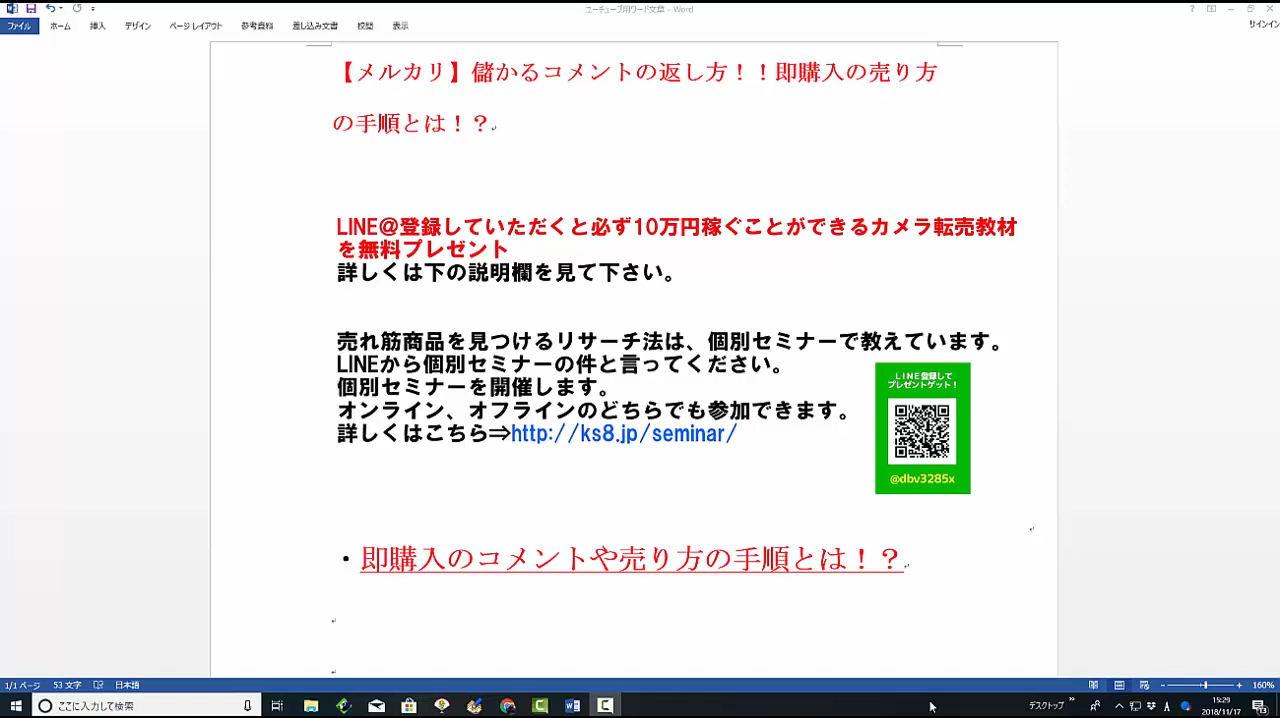 ユーチューブ用ワード文章 - Word
サインイン
ファイル ホーム 挿入 デザイン ページ レイアウト 参考資料 差し込み文書 校閲 表示
【メルカリ】儲かるコメントの返し方！！即購入の売り方
の手順とは！？
LINE@登録していただくと必ず10万円稼ぐことができるカメラ転売教材
を無料プレゼント
詳しくは下の説明欄を見て下さい。
売れ筋商品を見つけるリサーチ法は、個別セミナーで教えています。
LINEから個別セミナーの件と言ってください。
個別セミナーを開催します。
オンライン、オフラインのどちらでも参加できます。
詳しくはこちら⇒http://ks8.jp/seminar/
LINE登録して
プレゼントゲット！
@dbv3285x
・即購入のコメントや売り方の手順とは！？
1/1 ページ 53 文字 日本語
160%
ここに入力して検索
デスクトップ
15:29
2018/11/17